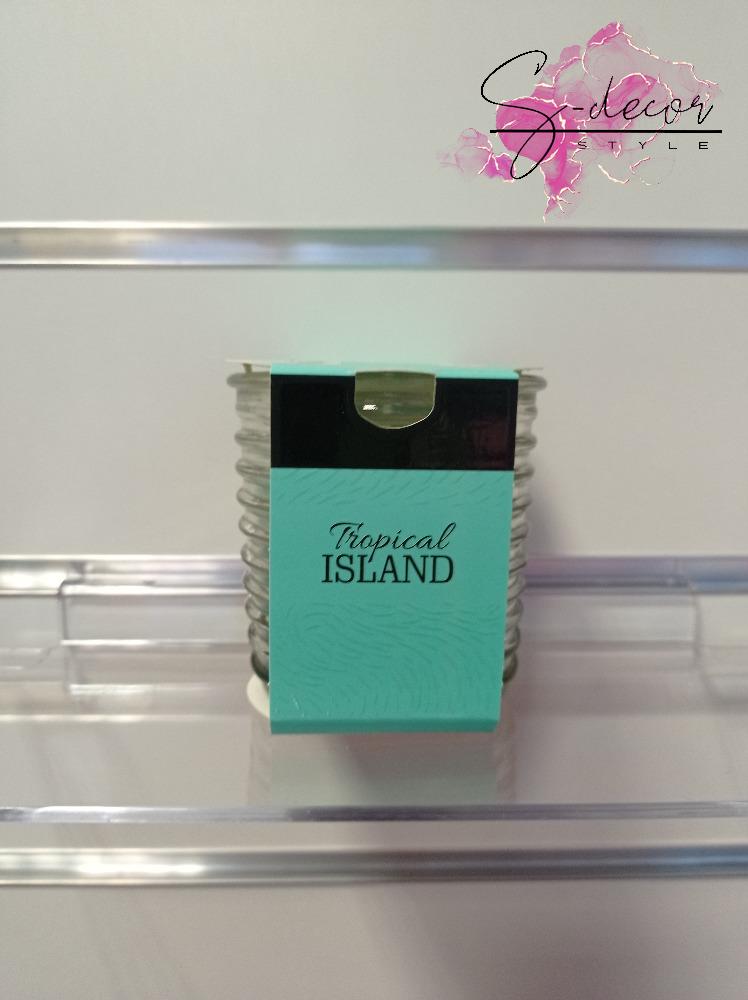 S-decor
STYLE
Tropical
ISLAND